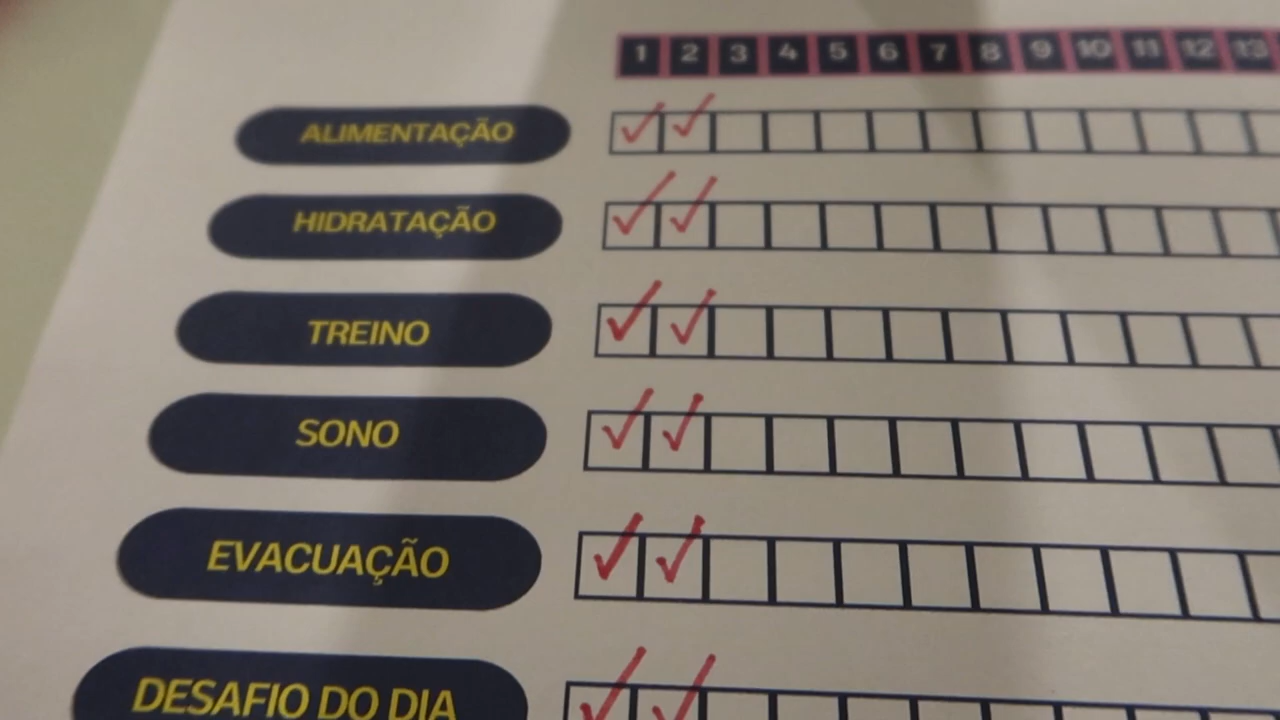 1 2 3 4 5 6 7 8 9 10 11 12 13
ALIMENTAÇÃO
HIDRATAÇÃO
TREINO
SONO
EVACUAÇÃO
DESAFIO DO DIA